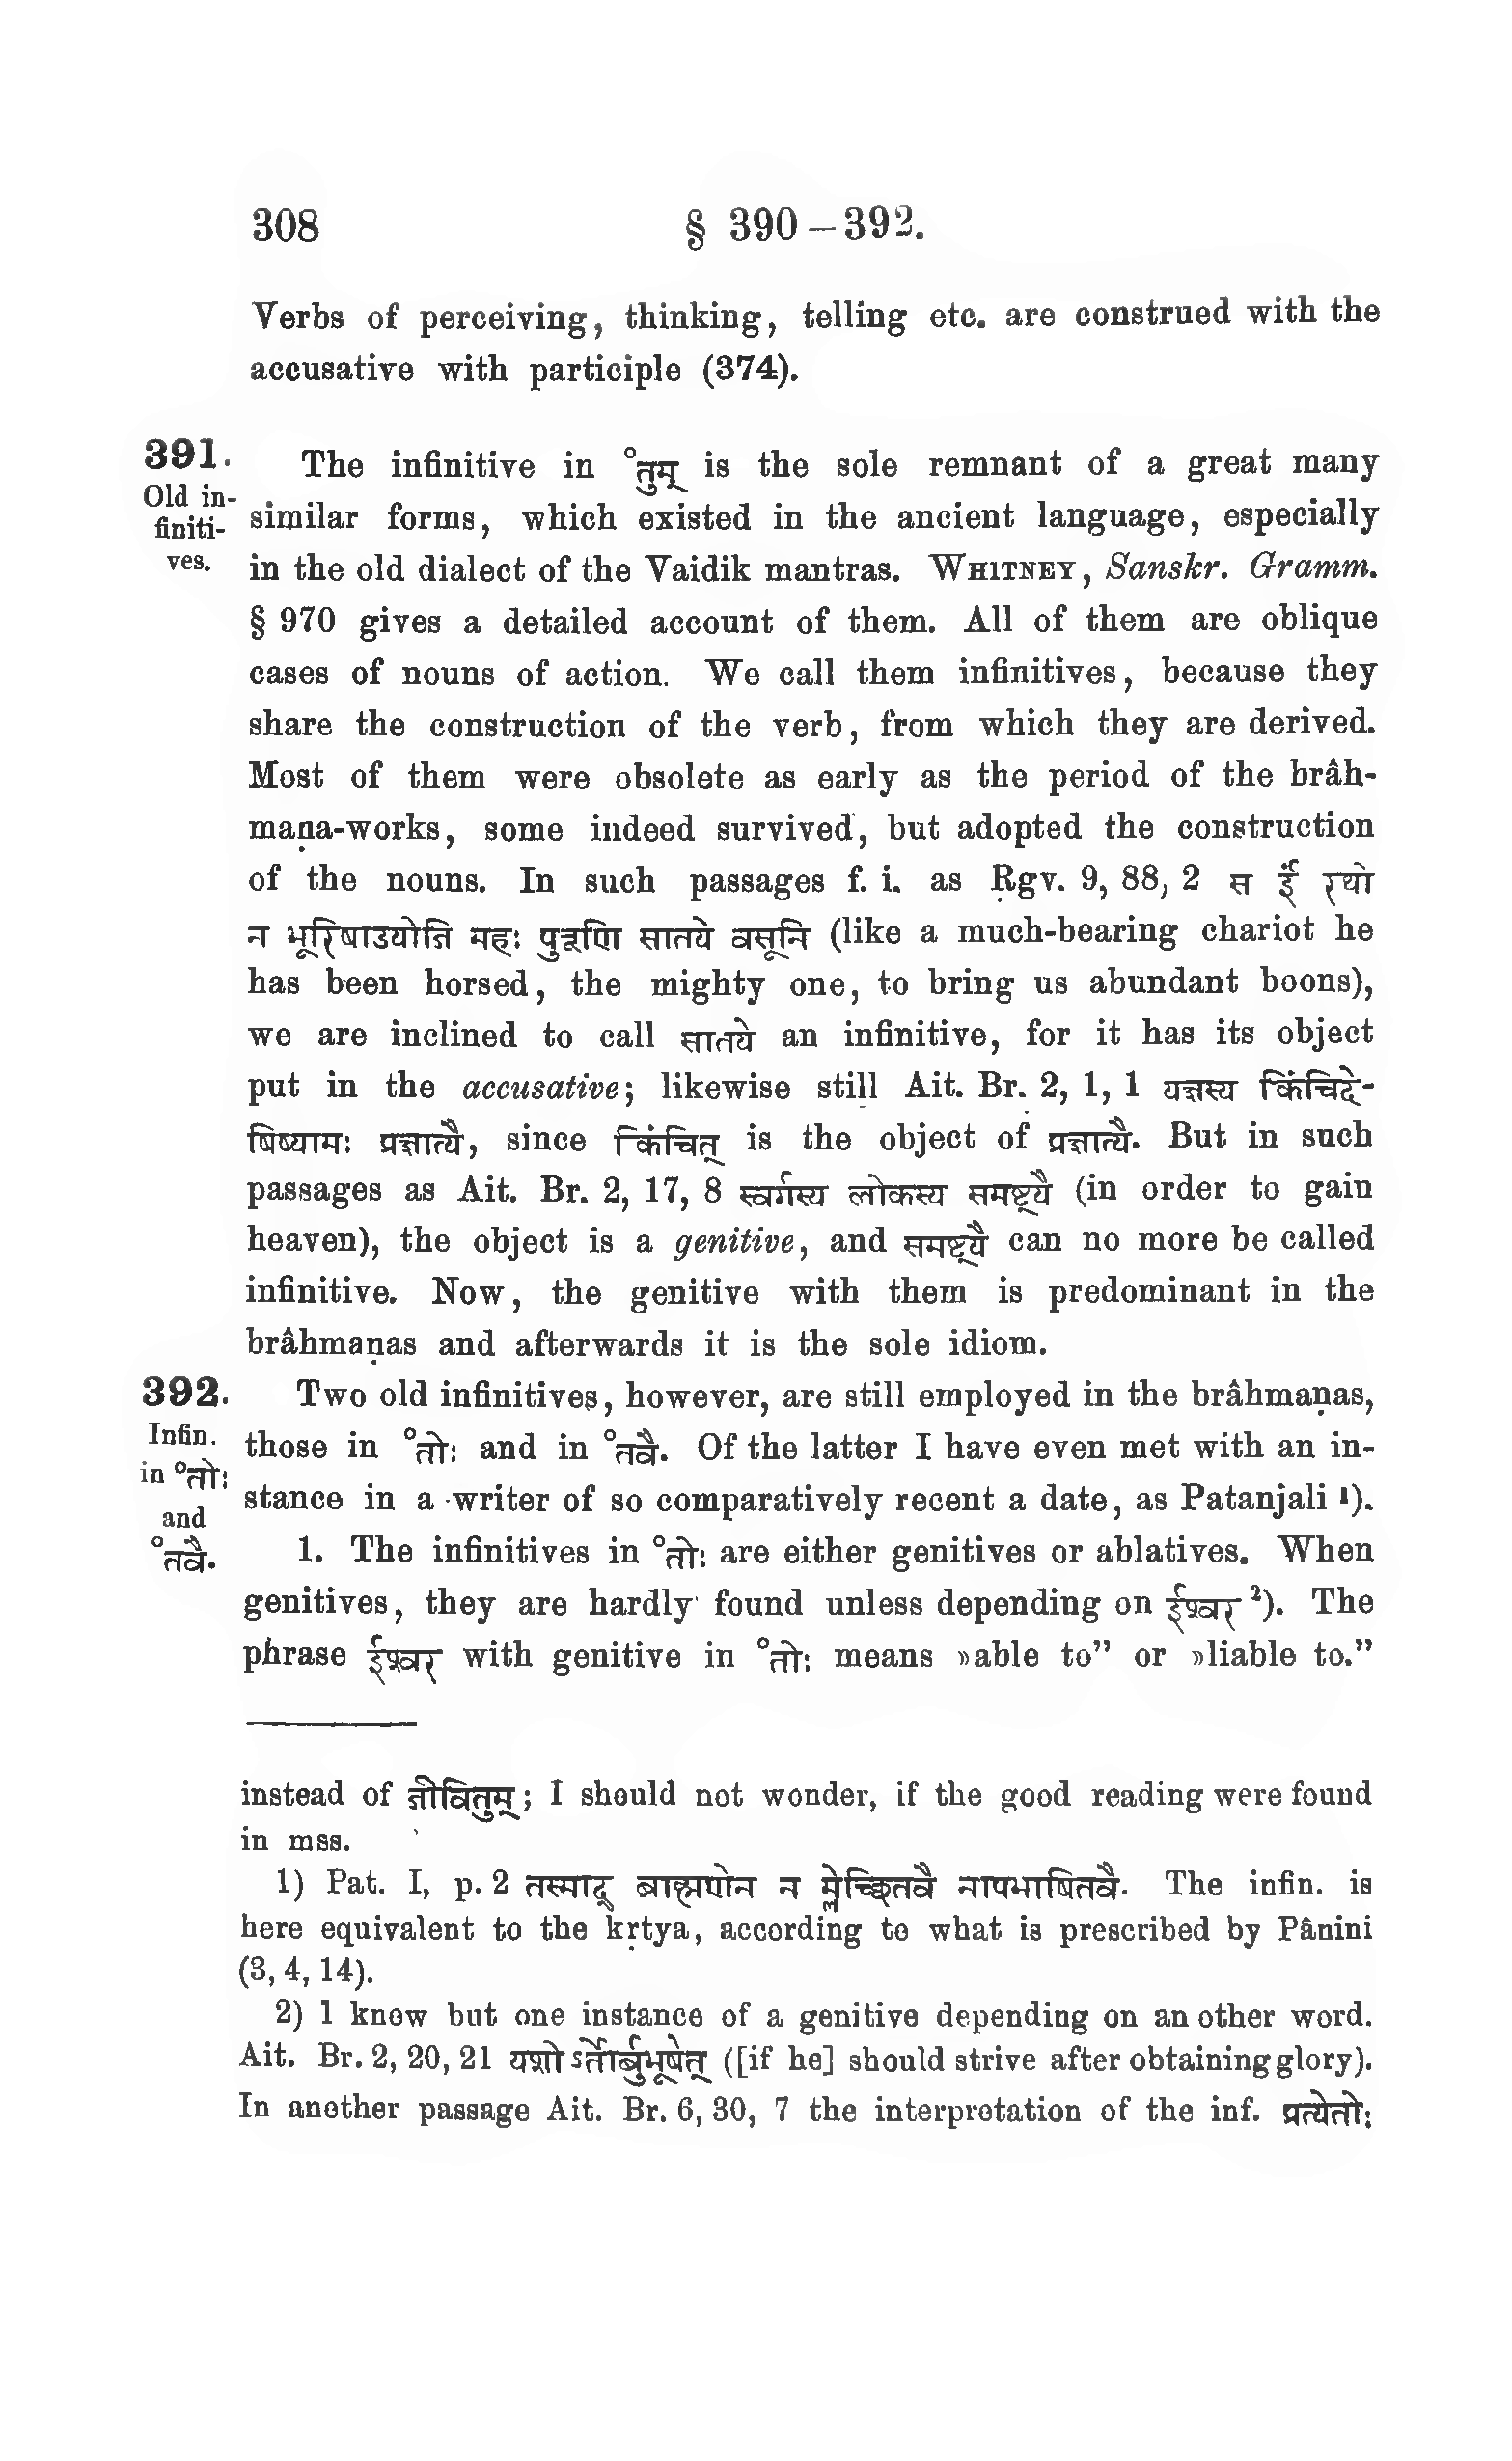 308 § 390–392.
Verbs of perceiving, thinking, telling etc. are construed with the
accusative with participle (374).
391. The infinitive in °तुम् is the sole remnant of a great many
Old in-
finiti-
ves.
similar forms, which existed in the ancient language, especially
in the old dialect of the Vaidik mantras. WHITNEY, Sanskr. Gramm.
§ 970 gives a detailed account of them. All of them are oblique
cases of nouns of action. We call them infinitives, because they
share the construction of the verb, from which they are derived.
Most of them were obsolete as early as the period of the brâh-
maṇa-works, some indeed survived, but adopted the construction
of the nouns. In such passages f. i. as Ṛgv. 9, 88, 2 स ईं रथो
न भूरिषाउयोजि महः पुत्रूणि सातये वसूनि (like a much-bearing chariot he
has been horsed, the mighty one, to bring us abundant boons),
we are inclined to call सातये an infinitive, for it has its object
put in the accusative; likewise still Ait. Br. 2, 1, 1 यज्ञस्य किंचिदे-
षिष्यामः प्रज्ञात्यै, since किंचित् is the object of प्रज्ञात्यै. But in such
passages as Ait. Br. 2, 17, 8 स्वर्गस्य लोकस्य समष्ट्यै (in order to gain
heaven), the object is a genitive, and समष्ट्यै can no more be called
infinitive. Now, the genitive with them is predominant in the
brâhmaṇas and afterwards it is the sole idiom.
392. Two old infinitives, however, are still employed in the brâhmaṇas,
Infin.
in °तोः
and
°तवै.
those in °तोः and in °तवै. Of the latter I have even met with an in-
stance in a writer of so comparatively recent a date, as Patanjali ¹).
1. The infinitives in °तोः are either genitives or ablatives. When
genitives, they are hardly found unless depending on ईश्वर ²). The
phrase ईश्वर with genitive in °तोः means »able to” or »liable to.”
instead of जीवितुम्; I should not wonder, if the good reading were found
in mss.
1) Pat. I, p. 2 तस्माद् ब्राह्मणेन न म्लेच्छितवै नापभाषितवै. The infin. is
here equivalent to the kṛtya, according to what is prescribed by Pânini
(3, 4, 14).
2) I know but one instance of a genitive depending on an other word.
Ait. Br. 2, 20, 21 यशो ऽर्तोर्बुभूषेत् ([if he] should strive after obtaining glory).
In another passage Ait. Br. 6, 30, 7 the interpretation of the inf. प्रत्येतोः